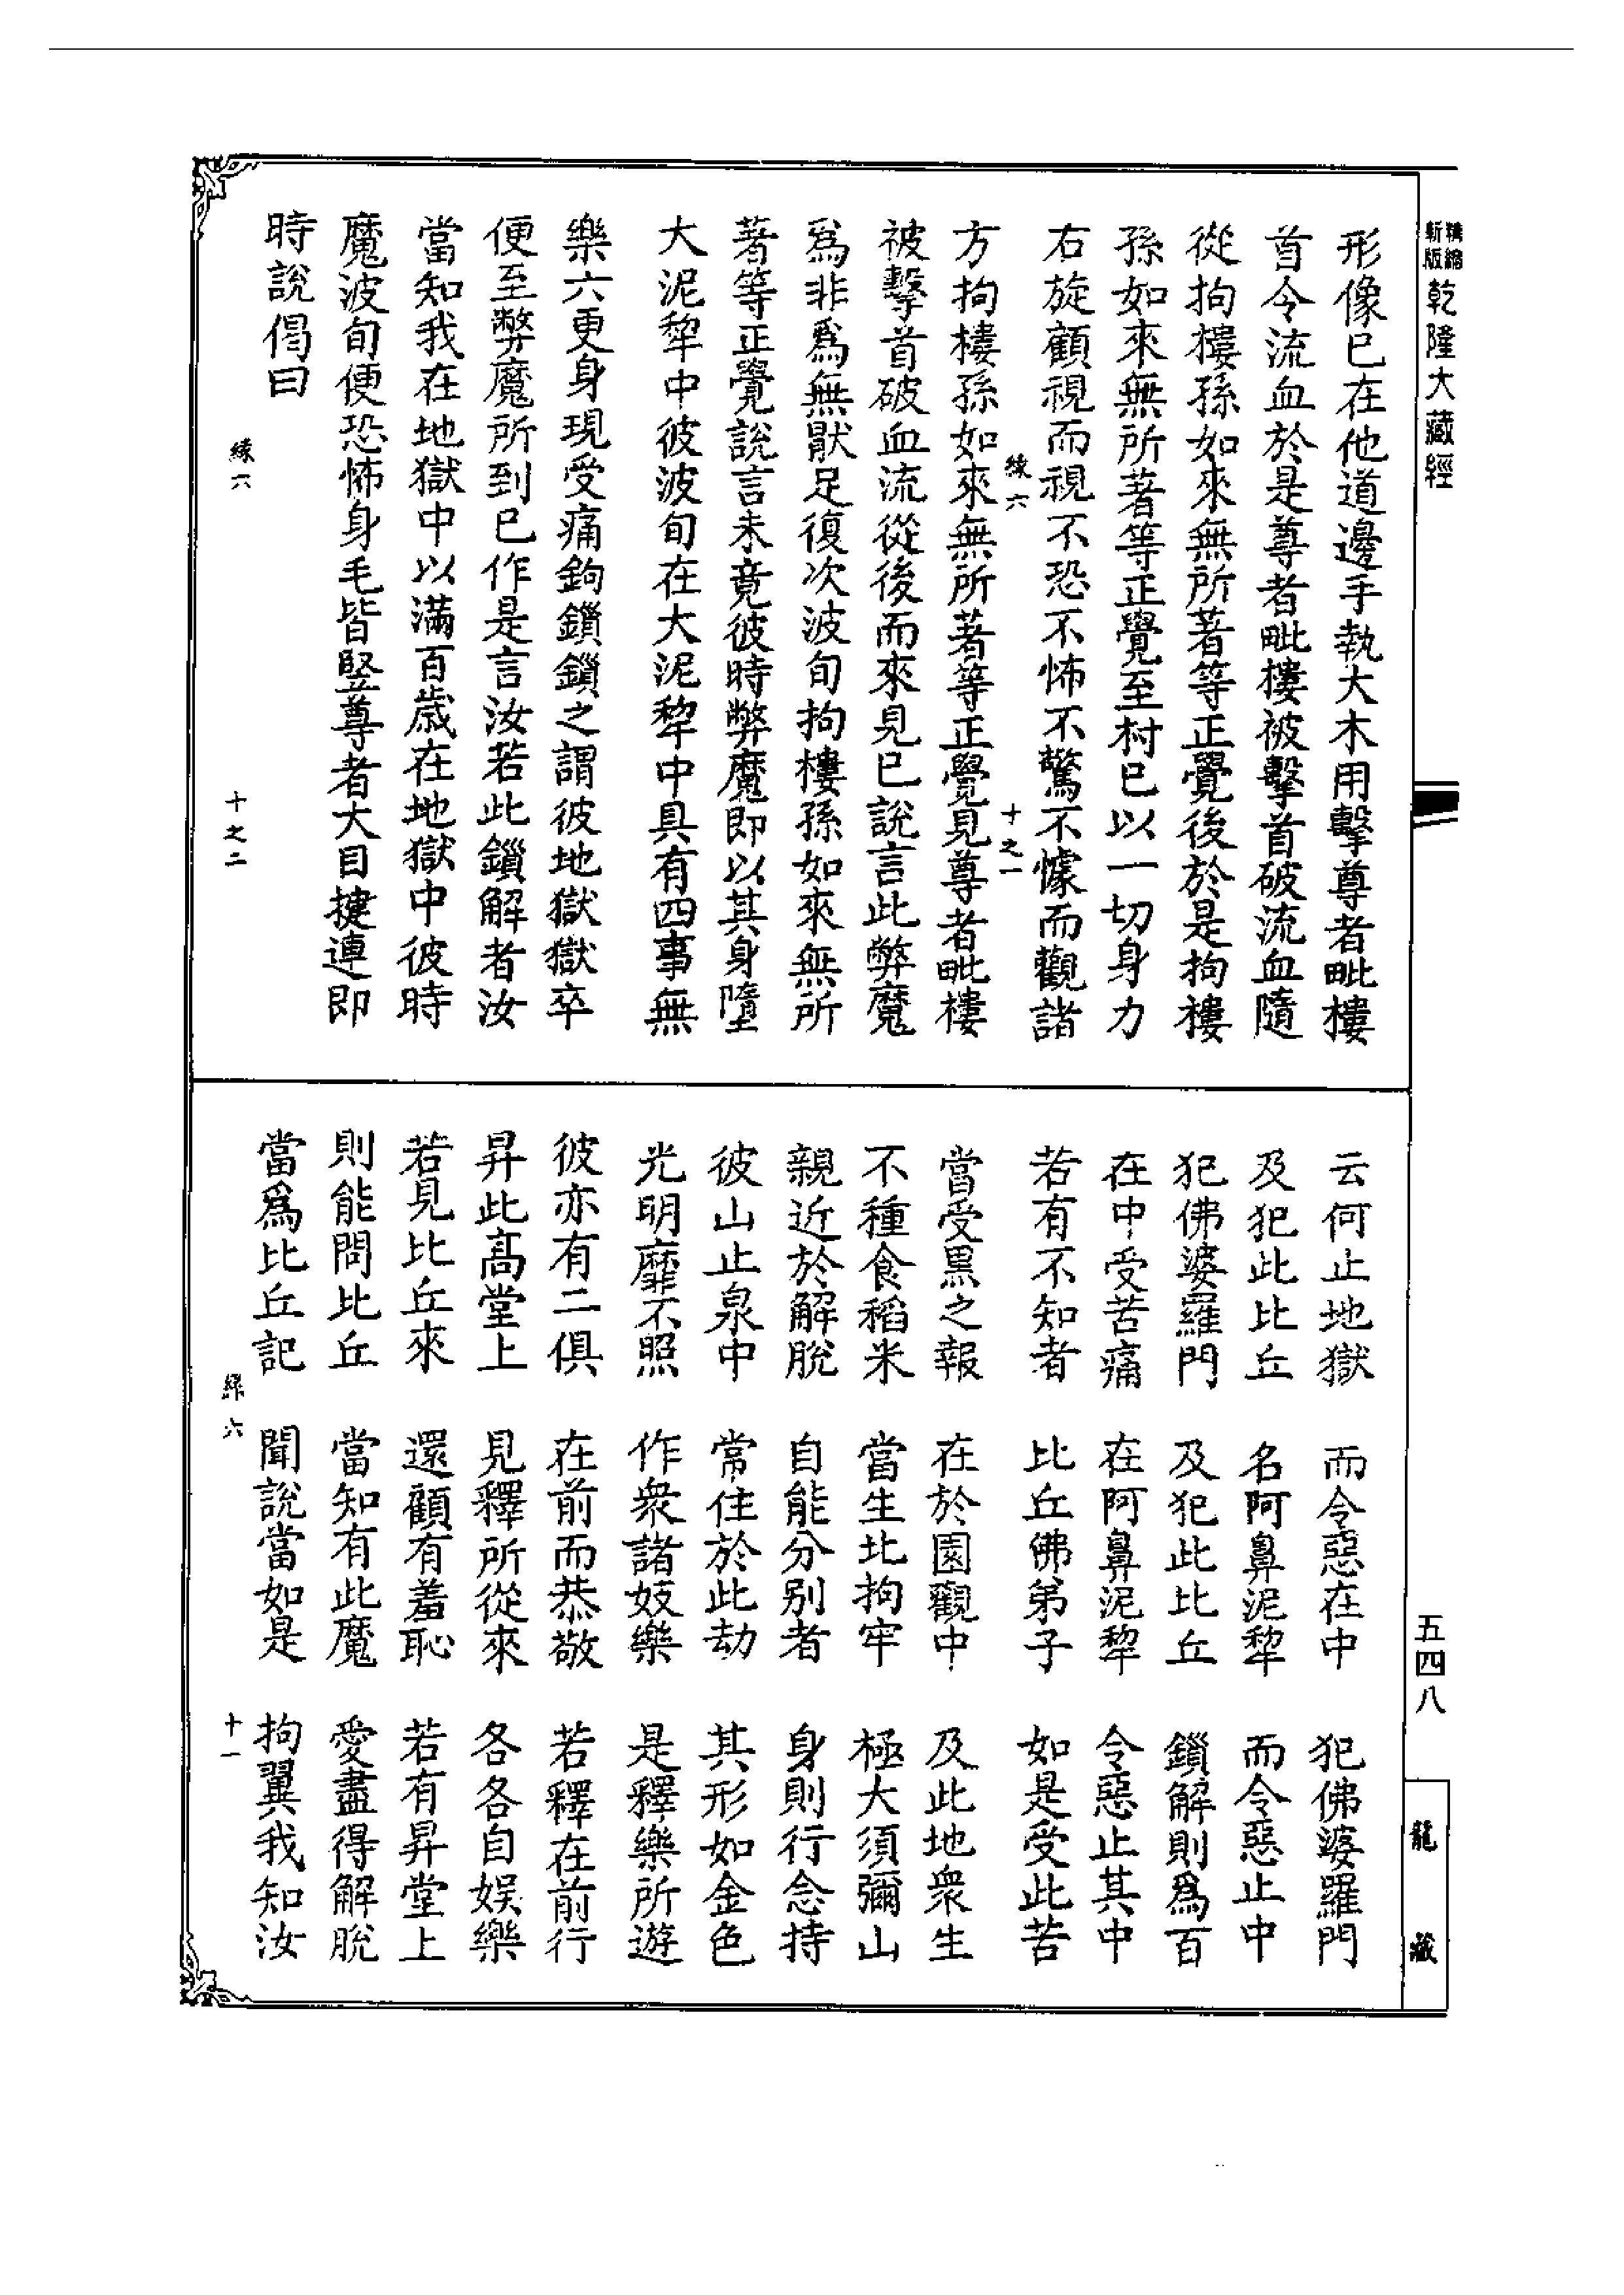 精縮
新版
乾隆大藏經
形像已在他道邊手執大木用擊尊者毗樓
首令流血於是尊者毗樓被擊首破流血隨
從拘樓孫如來無所著等正覺後於是拘樓
孫如來無所著等正覺至村已以一切身力
右旋顧視而視不恐不怖不驚不懅而觀諸
緣六
十之一
方拘樓孫如來無所著等正覺見尊者毗樓
被擊首破血流從後而來見已說言此弊魔
爲非爲無猒足復次波旬拘樓孫如來無所
著等正覺說言未竟彼時弊魔即以其身墮
大泥犂中彼波旬在大泥犂中具有四事無
樂六更身現受痛鉤鎖鎖之謂彼地獄獄卒
便至弊魔所到已作是言汝若此鎖解者汝
當知我在地獄中以滿百歲在地獄中彼時
魔波旬便恐怖身毛皆竪尊者大目揵連即
時說偈曰
緣六
十之二
云何止地獄 而令惡在中 犯佛婆羅門
及犯此比丘 名阿鼻泥犂 而令惡止中
犯佛婆羅門 及犯此比丘 鎖解則爲百
在中受苦痛 在阿鼻泥犂 令惡止其中
若有不知者 比丘佛弟子 如是受此苦
當受黑之報 在於園觀中 及此地衆生
不種食稻米 當生北拘牢 極大須彌山
親近於解脫 自能分別者 身則行念持
彼山止泉中 常住於此劫 其形如金色
光明靡不照 作衆諸妓樂 是釋樂所遊
彼亦有二俱 在前而恭敬 若釋在前行
昇此高堂上 見釋所從來 各各自娛樂
若見比丘來 還顧有羞恥 若有昇堂上
則能問比丘 當知有此魔 愛盡得解脫
當爲比丘記 聞說當如是 拘翼我知汝
緣六
十一
五四八
龍藏